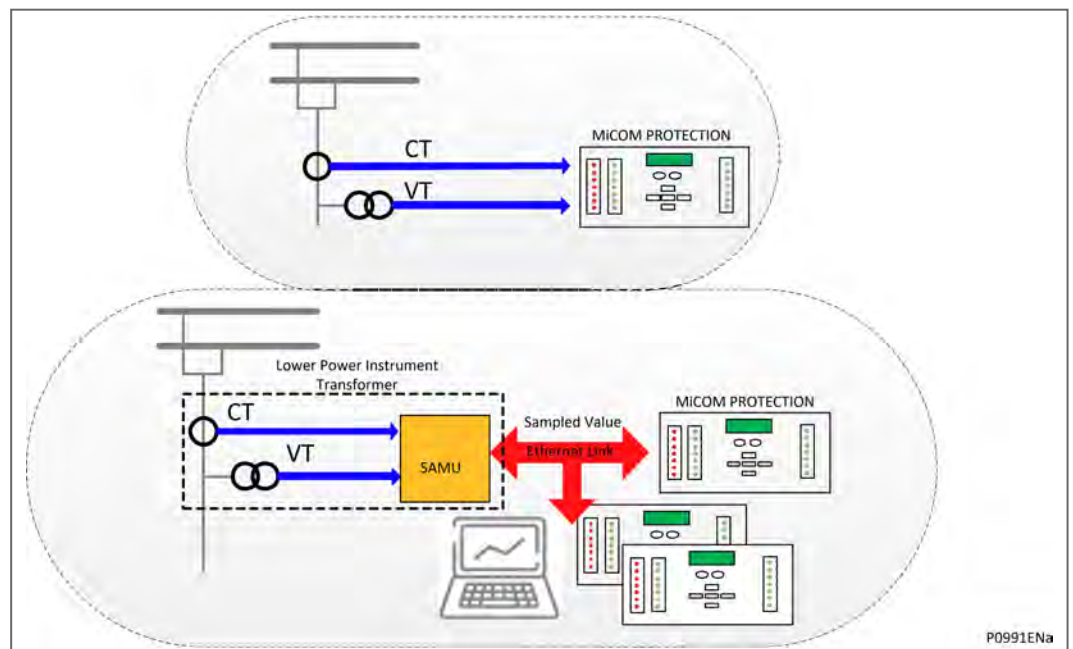 CT
VT
MiCOM PROTECTION
Lower Power Instrument
Transformer
CT
VT
SAMU
Sampled Value
Ethernet Link
MiCOM PROTECTION
P0991ENa